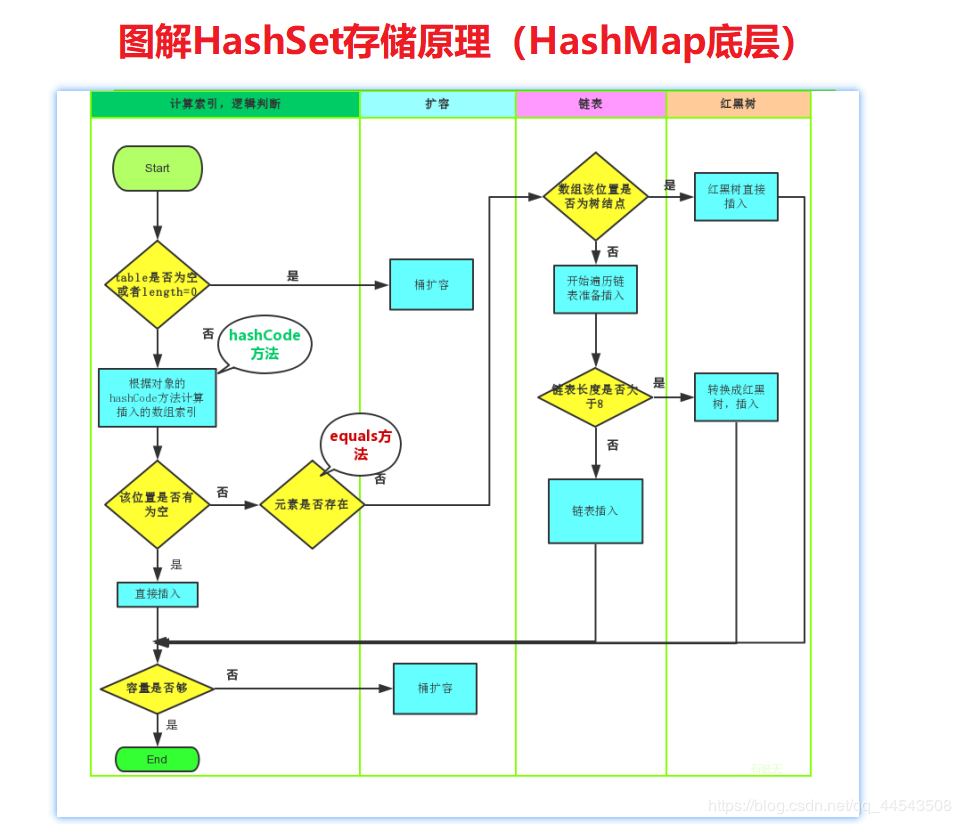 图解HashSet存储原理（HashMap底层）
计算索引，逻辑判断
扩容
链表
红黑树
Start
table是否为空
或者length=0
是
桶扩容
否
hashCode
方法
根据对象的
hashCode方法计算
插入的数组索引
该位置是否有
为空
否
元素是否存在
equals方
法
否
是
直接插入
数组该位置是
否为树结点
是
红黑树直接
插入
否
开始遍历链
表准备插入
链表长度是否大
于8
是
转换成红黑
树，插入
否
链表插入
容量是否够
否
桶扩容
是
End
https://blog.csdn.net/qq_44543508